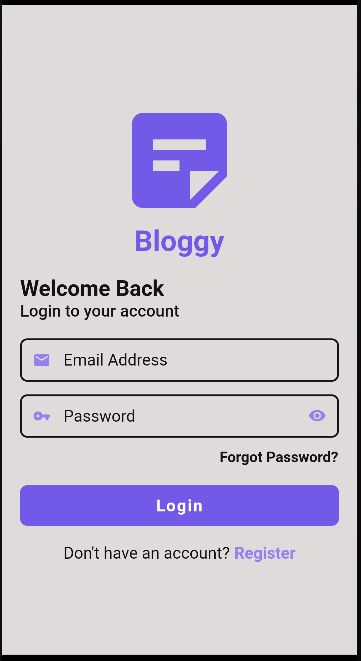 Bloggy
Welcome Back
Login to your account
Email Address
Password
Forgot Password?
Login
Don't have an account? Register